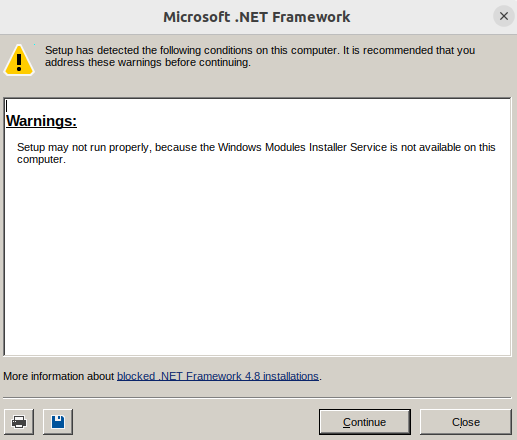 Microsoft .NET Framework
Setup has detected the following conditions on this computer. It is recommended that you
address these warnings before continuing.
Warnings:
Setup may not run properly, because the Windows Modules Installer Service is not available on this
computer.
More information about blocked .NET Framework 4.8 installations.
Continue
Close